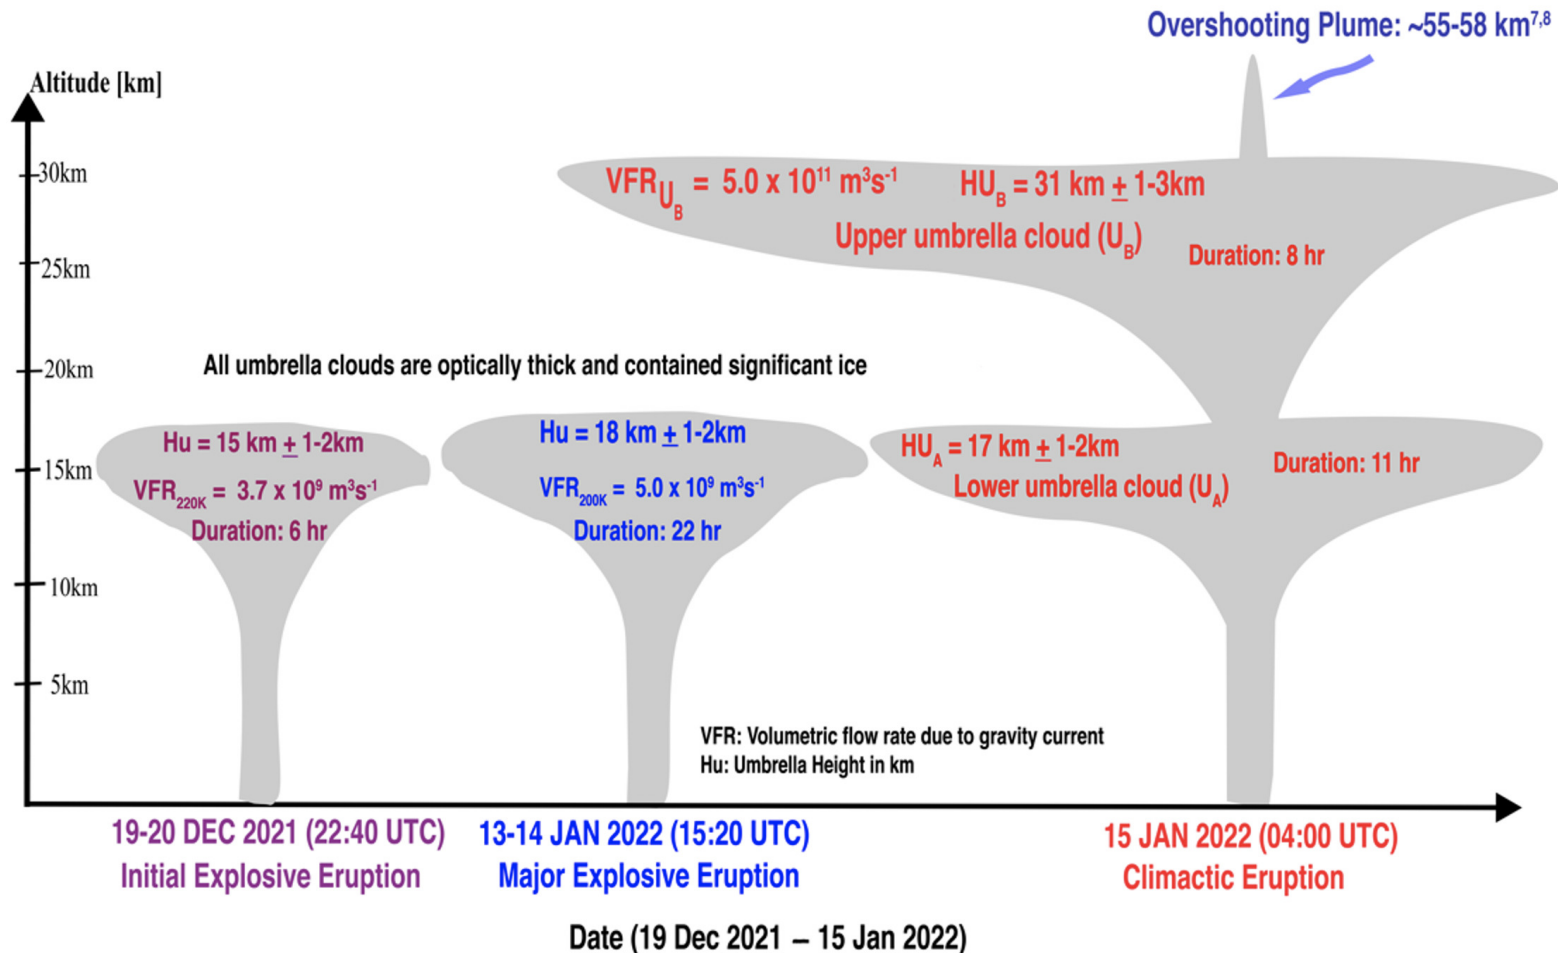 Overshooting Plume: ~55-58 km⁷,⁸
Altitude [km]
30km
25km
20km
15km
10km
5km
VFR_U_B = 5.0 x 10¹¹ m³s⁻¹
HU_B = 31 km ± 1-3km
Upper umbrella cloud (U_B)
Duration: 8 hr
All umbrella clouds are optically thick and contained significant ice
Hu = 15 km ± 1-2km
VFR₂₂₀K = 3.7 x 10⁹ m³s⁻¹
Duration: 6 hr
Hu = 18 km ± 1-2km
VFR₂₀₀K = 5.0 x 10⁹ m³s⁻¹
Duration: 22 hr
HU_A = 17 km ± 1-2km
Lower umbrella cloud (U_A)
Duration: 11 hr
VFR: Volumetric flow rate due to gravity current
Hu: Umbrella Height in km
19-20 DEC 2021 (22:40 UTC)
Initial Explosive Eruption
13-14 JAN 2022 (15:20 UTC)
Major Explosive Eruption
15 JAN 2022 (04:00 UTC)
Climactic Eruption
Date (19 Dec 2021 – 15 Jan 2022)